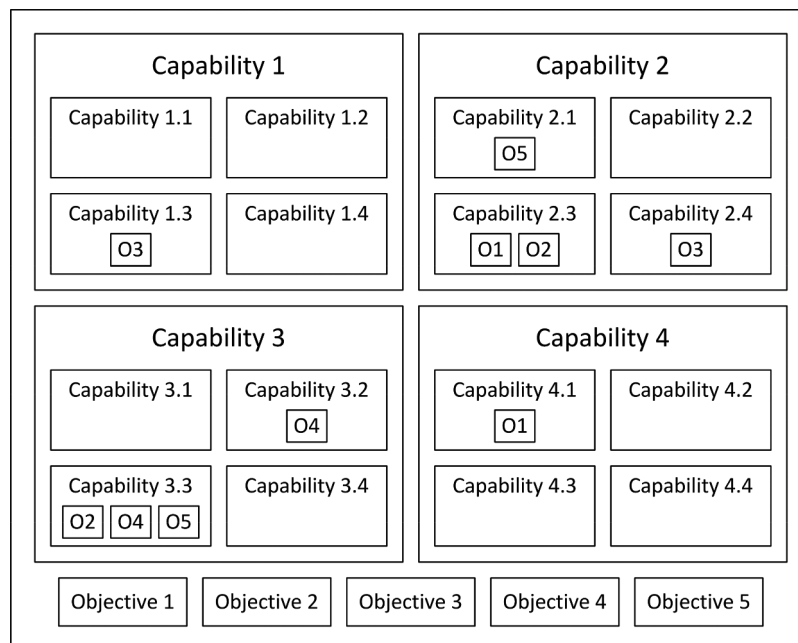 Capability 1
Capability 1.1
Capability 1.2
Capability 1.3
O3
Capability 1.4
Capability 2
Capability 2.1
O5
Capability 2.2
Capability 2.3
O1 O2
Capability 2.4
O3
Capability 3
Capability 3.1
Capability 3.2
O4
Capability 3.3
O2 O4 O5
Capability 3.4
Capability 4
Capability 4.1
O1
Capability 4.2
Capability 4.3
Capability 4.4
Objective 1
Objective 2
Objective 3
Objective 4
Objective 5